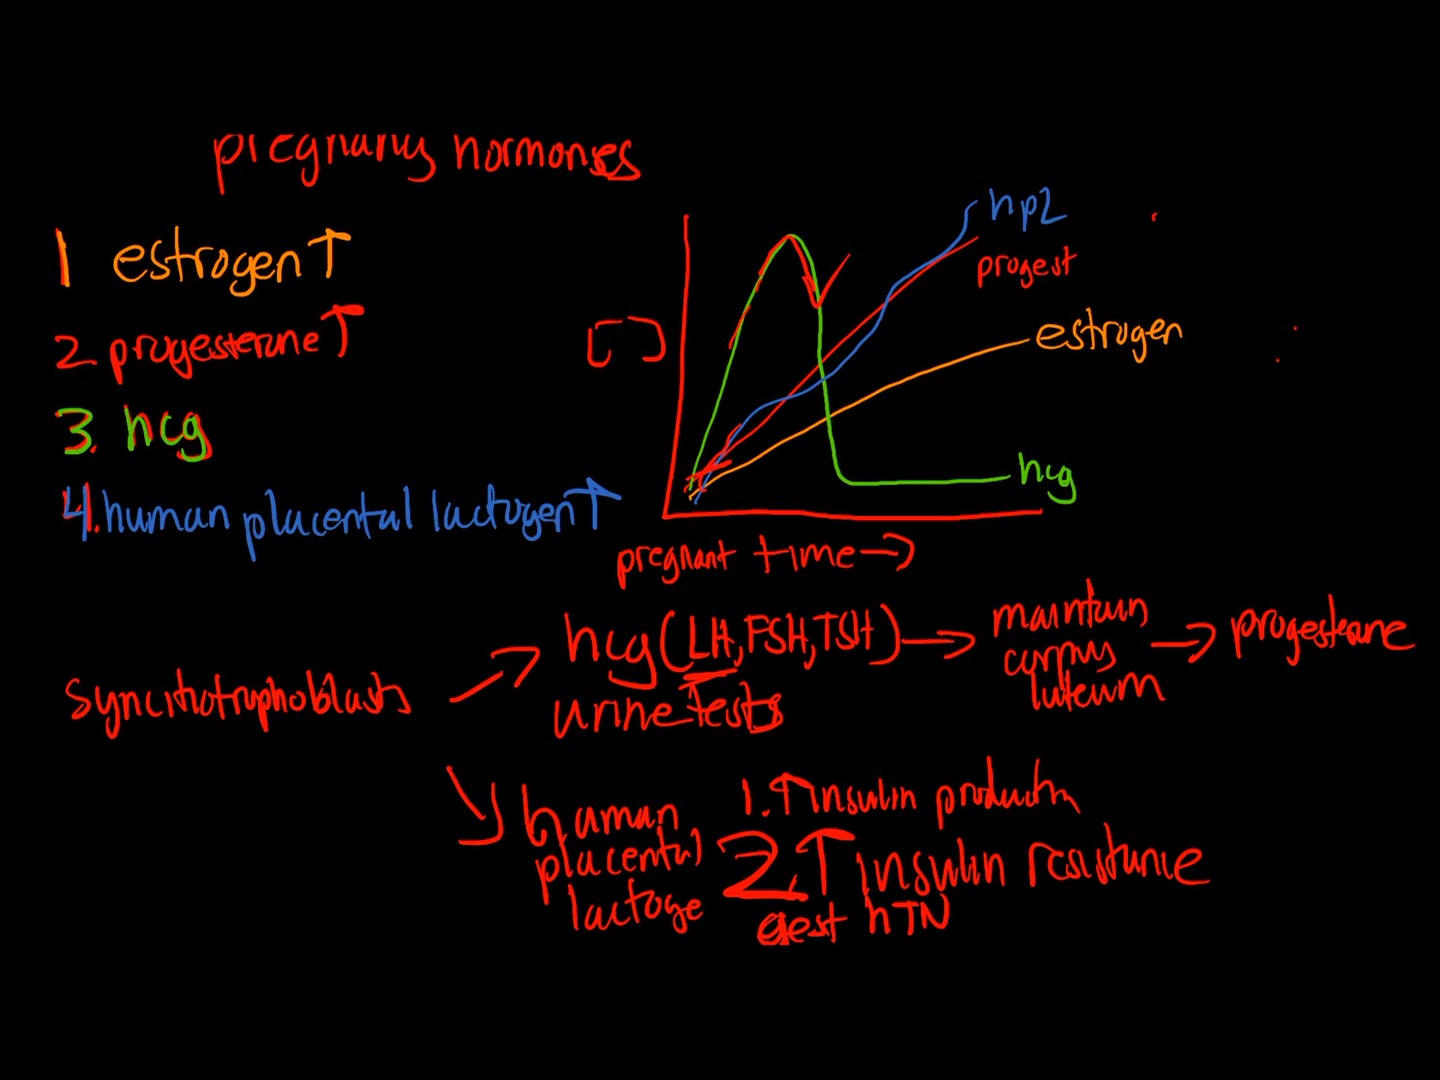 pregnancy hormones
1 estrogen ↑
2. progesterone ↑
3. hcg
4. human placental lactogen ↑
[ ]
hpl
progest
estrogen
hcg
pregnant time →
syncitiotrophoblasts
hcg (LH, FSH, TSH) → maintain corpus luteum → progesterone
urine tests
human
placental
lactoge
1. ↑ insulin production
2. ↑ insulin resistance
gest hTN